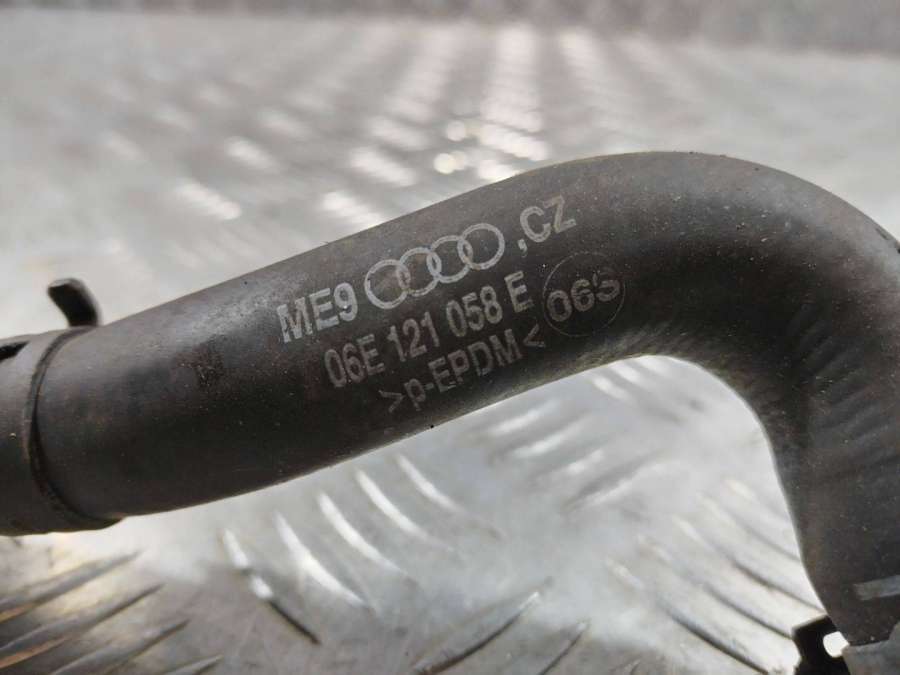 ME9 ,CZ
06E 121 058 E
>p-EPDM<
06S